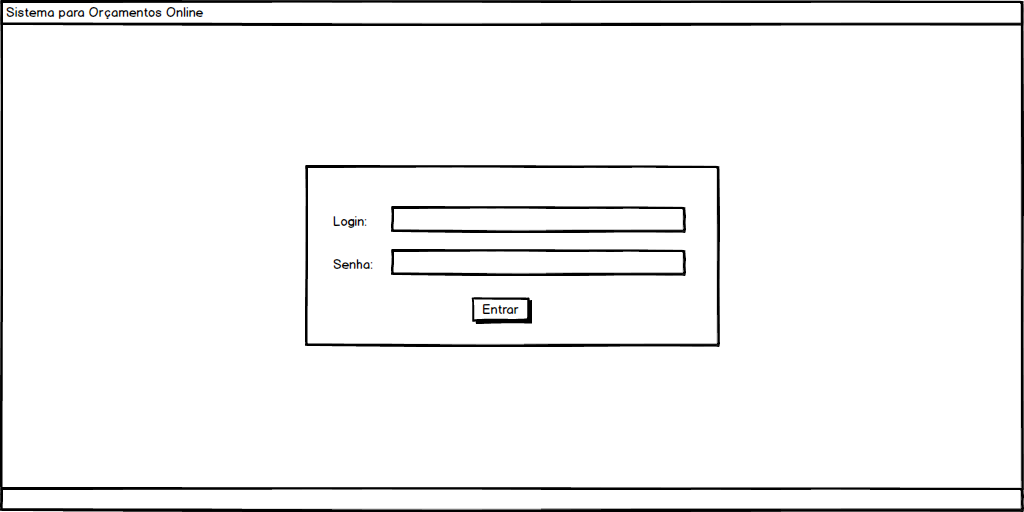 Sistema para Orçamentos Online
Login:
Senha:
Entrar